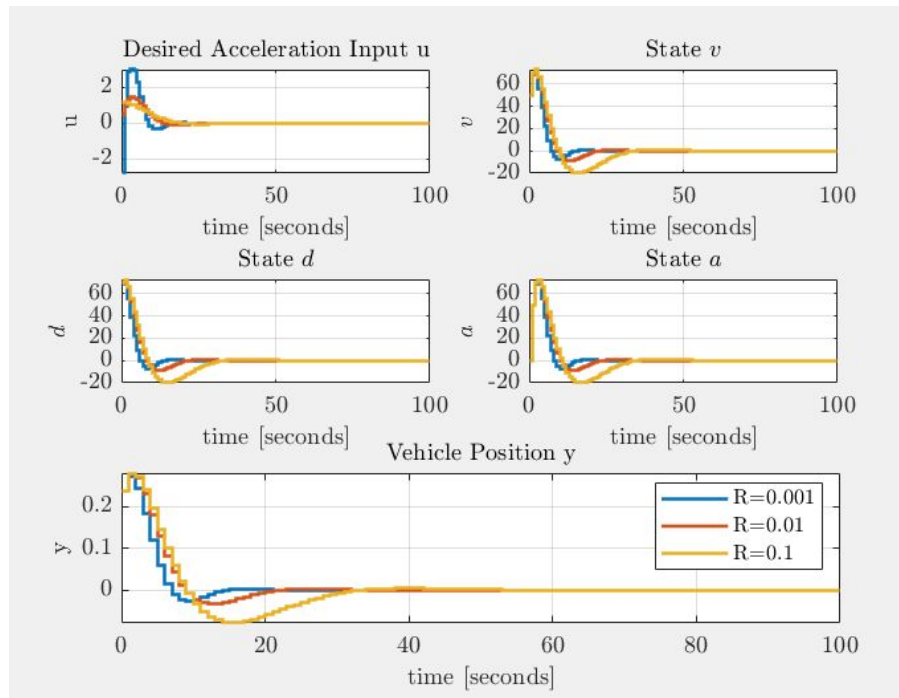 Desired Acceleration Input u
2
0
-2
u
0 50 100
time [seconds]
State v
60
40
20
0
-20
v
0 50 100
time [seconds]
State d
60
40
20
0
-20
d
0 50 100
time [seconds]
State a
60
40
20
0
-20
a
0 50 100
time [seconds]
Vehicle Position y
0.2
0.1
0
y
0 20 40 60 80 100
time [seconds]
R=0.001
R=0.01
R=0.1